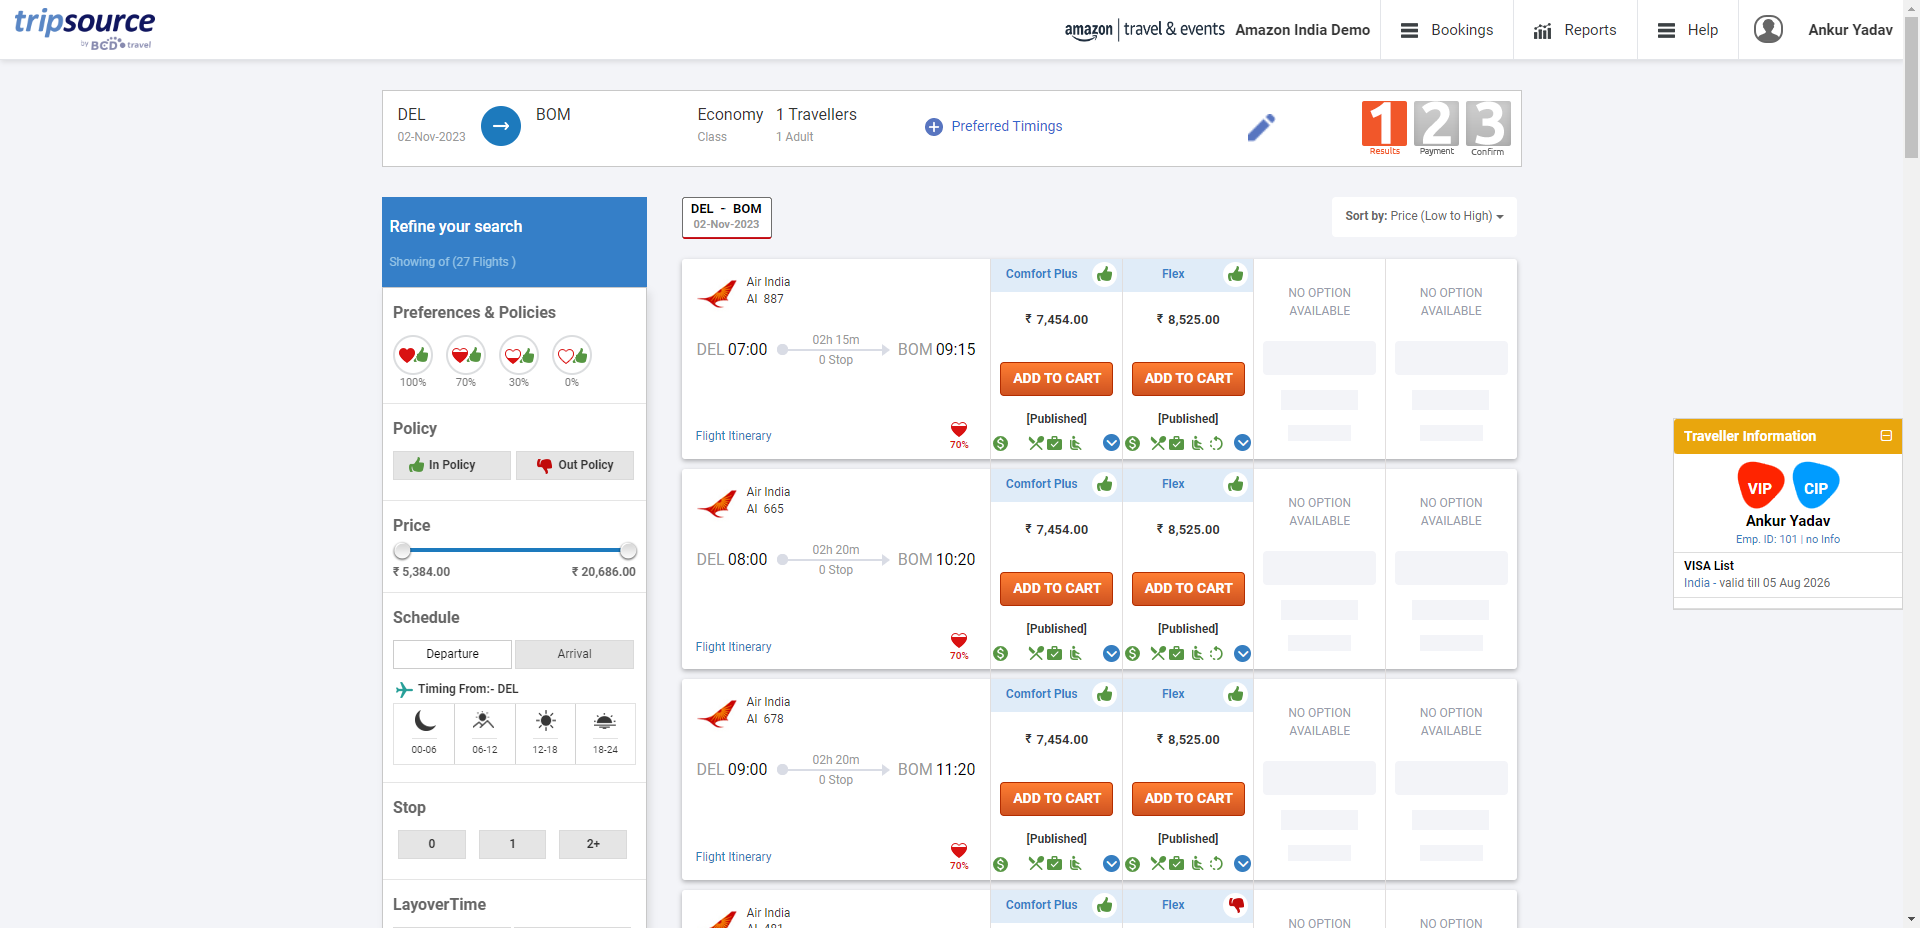 tripsource
by BCD travel
amazon | travel & events Amazon India Demo
Bookings
Reports
Help
Ankur Yadav
DEL
02-Nov-2023
BOM
Economy
Class
1 Travellers
1 Adult
Preferred Timings
1 2 3
Results Payment Confirm
Refine your search
Showing of (27 Flights )
Preferences & Policies
100% 70% 30% 0%
Policy
In Policy Out Policy
Price
₹ 5,384.00 ₹ 20,686.00
Schedule
Departure Arrival
Timing From:- DEL
00-06 06-12 12-18 18-24
Stop
0 1 2+
LayoverTime
DEL - BOM
02-Nov-2023
Sort by: Price (Low to High)
Air India
AI 887
DEL 07:00
02h 15m
0 Stop
BOM 09:15
Flight Itinerary
70%
Comfort Plus
₹ 7,454.00
ADD TO CART
[Published]
Flex
₹ 8,525.00
ADD TO CART
[Published]
NO OPTION
AVAILABLE
NO OPTION
AVAILABLE
Air India
AI 665
DEL 08:00
02h 20m
0 Stop
BOM 10:20
Flight Itinerary
70%
Comfort Plus
₹ 7,454.00
ADD TO CART
[Published]
Flex
₹ 8,525.00
ADD TO CART
[Published]
NO OPTION
AVAILABLE
NO OPTION
AVAILABLE
Air India
AI 678
DEL 09:00
02h 20m
0 Stop
BOM 11:20
Flight Itinerary
70%
Comfort Plus
₹ 7,454.00
ADD TO CART
[Published]
Flex
₹ 8,525.00
ADD TO CART
[Published]
NO OPTION
AVAILABLE
NO OPTION
AVAILABLE
Air India
Comfort Plus
Flex
NO OPTION
NO OPTION
Traveller Information
VIP CIP
Ankur Yadav
Emp. ID: 101 | no Info
VISA List
India - valid till 05 Aug 2026